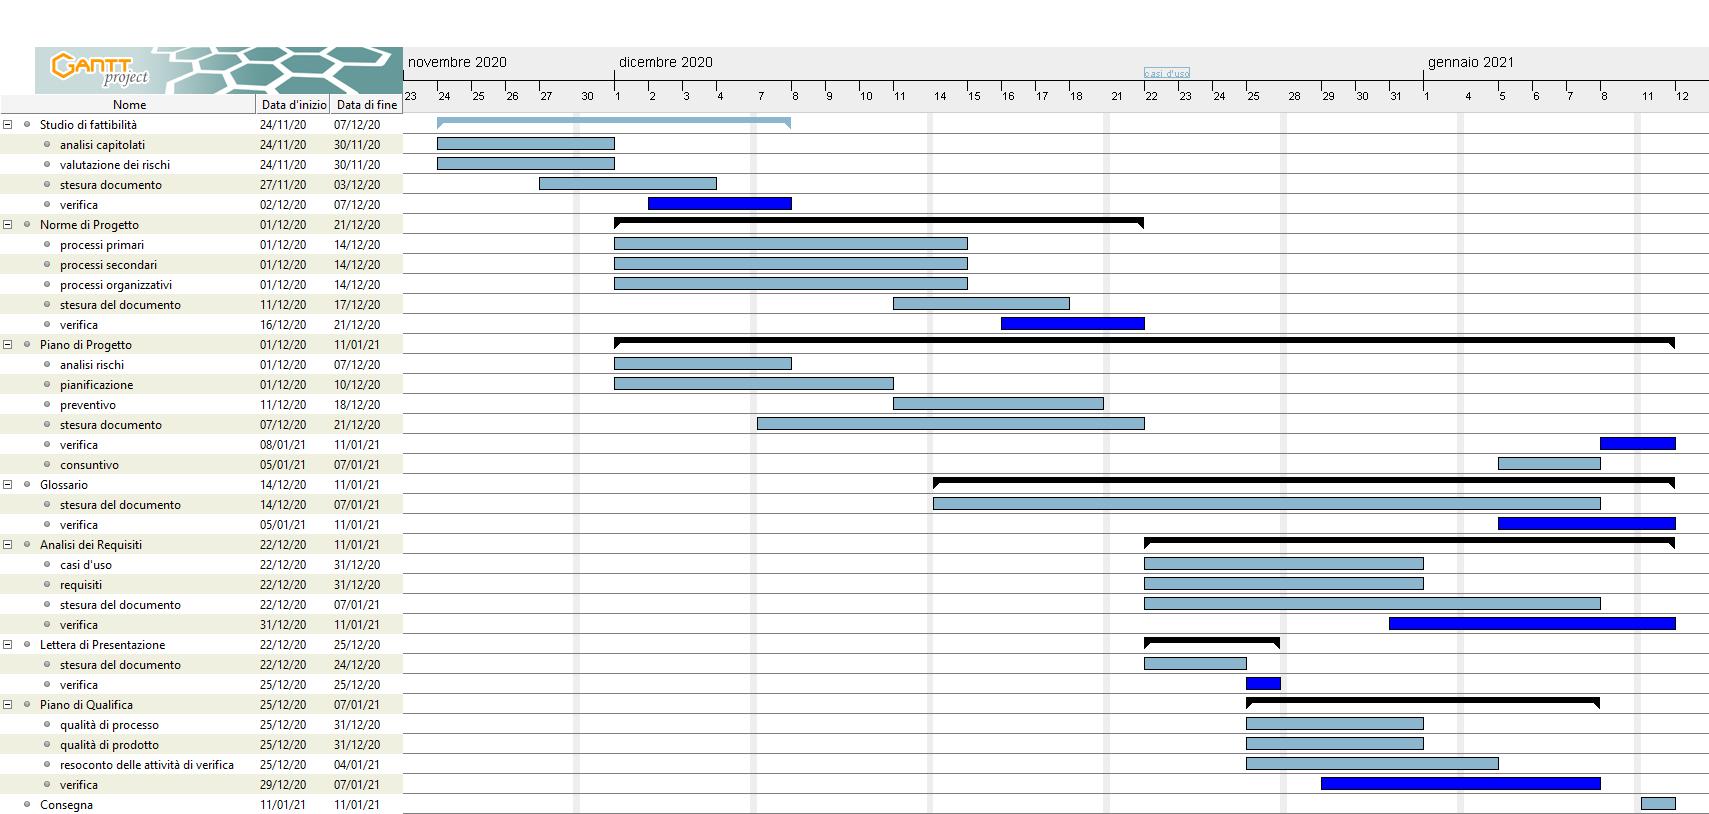 GANTT
project
novembre 2020
dicembre 2020
casi d'uso
gennaio 2021
Nome Data d'inizio Data di fine
23 24 25 26 27 30 1 2 3 4 7 8 9 10 11 14 15 16 17 18 21 22 23 24 25 28 29 30 31 1 4 5 6 7 8 11 12
Studio di fattibilità 24/11/20 07/12/20
analisi capitolati 24/11/20 30/11/20
valutazione dei rischi 24/11/20 30/11/20
stesura documento 27/11/20 03/12/20
verifica 02/12/20 07/12/20
Norme di Progetto 01/12/20 21/12/20
processi primari 01/12/20 14/12/20
processi secondari 01/12/20 14/12/20
processi organizzativi 01/12/20 14/12/20
stesura del documento 11/12/20 17/12/20
verifica 16/12/20 21/12/20
Piano di Progetto 01/12/20 11/01/21
analisi rischi 01/12/20 07/12/20
pianificazione 01/12/20 10/12/20
preventivo 11/12/20 18/12/20
stesura documento 07/12/20 21/12/20
verifica 08/01/21 11/01/21
consuntivo 05/01/21 07/01/21
Glossario 14/12/20 11/01/21
stesura del documento 14/12/20 07/01/21
verifica 05/01/21 11/01/21
Analisi dei Requisiti 22/12/20 11/01/21
casi d'uso 22/12/20 31/12/20
requisiti 22/12/20 31/12/20
stesura del documento 22/12/20 07/01/21
verifica 31/12/20 11/01/21
Lettera di Presentazione 22/12/20 25/12/20
stesura del documento 22/12/20 24/12/20
verifica 25/12/20 25/12/20
Piano di Qualifica 25/12/20 07/01/21
qualità di processo 25/12/20 31/12/20
qualità di prodotto 25/12/20 31/12/20
resoconto delle attività di verifica 25/12/20 04/01/21
verifica 29/12/20 07/01/21
Consegna 11/01/21 11/01/21